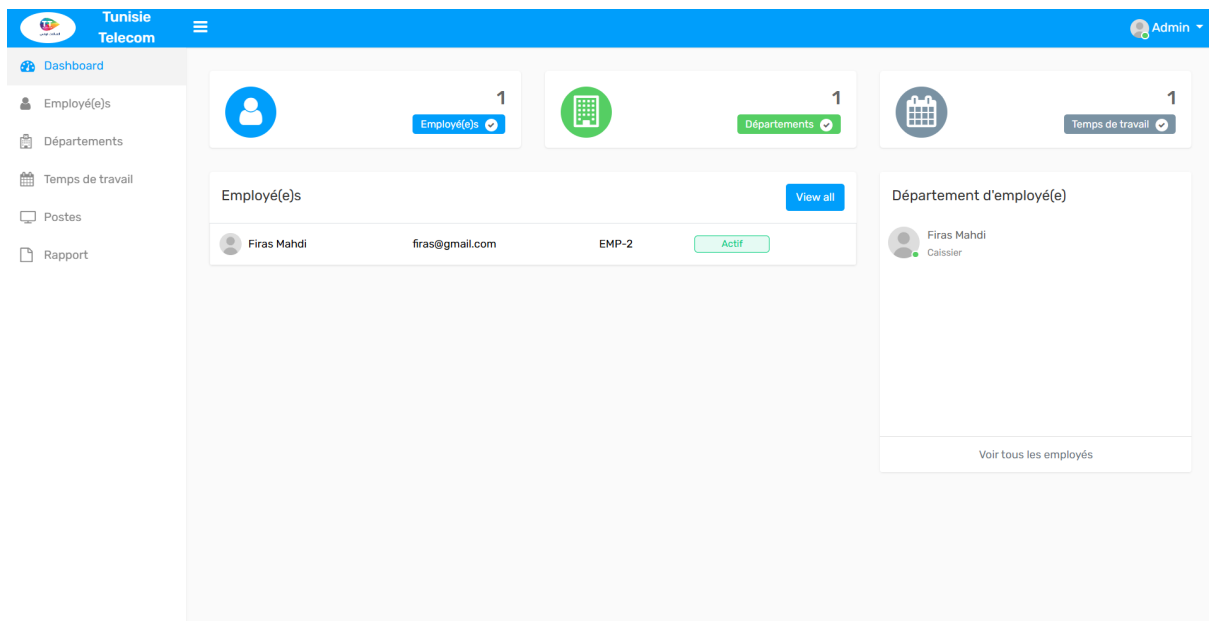 Tunisie
Telecom
Admin
Dashboard
Employé(e)s
Départements
Temps de travail
Postes
Rapport
1
Employé(e)s
1
Départements
1
Temps de travail
Employé(e)s
View all
Firas Mahdi firas@gmail.com EMP-2 Actif
Département d'employé(e)
Firas Mahdi
Caissier
Voir tous les employés